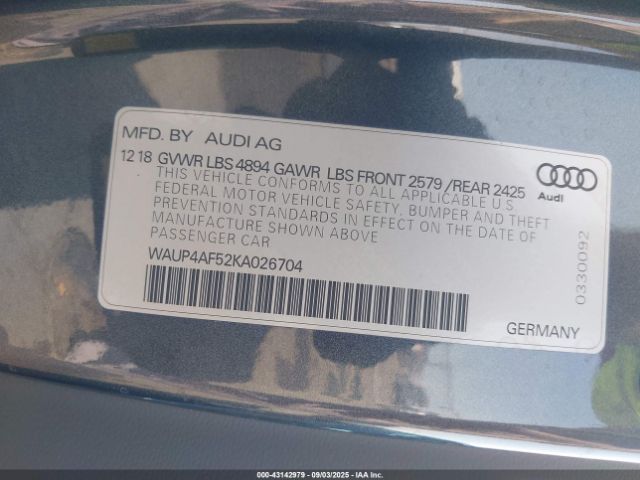 MFD. BY AUDI AG
12 18 GVWR LBS 4894 GAWR LBS FRONT 2579 /REAR 2425
THIS VEHICLE CONFORMS TO ALL APPLICABLE U.S.
FEDERAL MOTOR VEHICLE SAFETY, BUMPER AND THEFT
PREVENTION STANDARDS IN EFFECT ON THE DATE OF
MANUFACTURE SHOWN ABOVE
PASSENGER CAR
WAUP4AF52KA026704
Audi
0330092
GERMANY
000-43142979 - 09/03/2025 - IAAI, Inc.